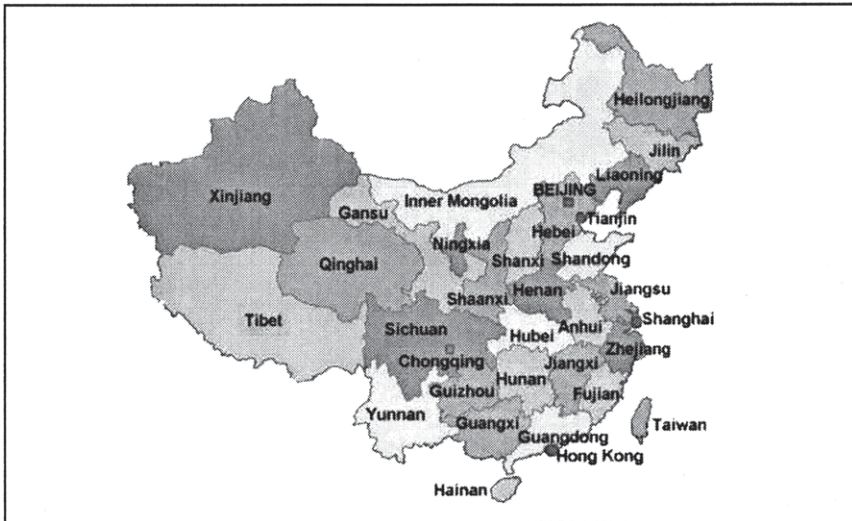 Heilongjiang
Jilin
Liaoning
Xinjiang
Inner Mongolia
BEIJING
Gansu
Tianjin
Hebei
Ningxia
Shanxi
Shandong
Qinghai
Henan
Jiangsu
Shaanxi
Tibet
Shanghai
Sichuan
Hubei
Anhui
Zhejiang
Chongqing
Jiangxi
Hunan
Guizhou
Fujian
Yunnan
Guangxi
Taiwan
Guangdong
Hong Kong
Hainan